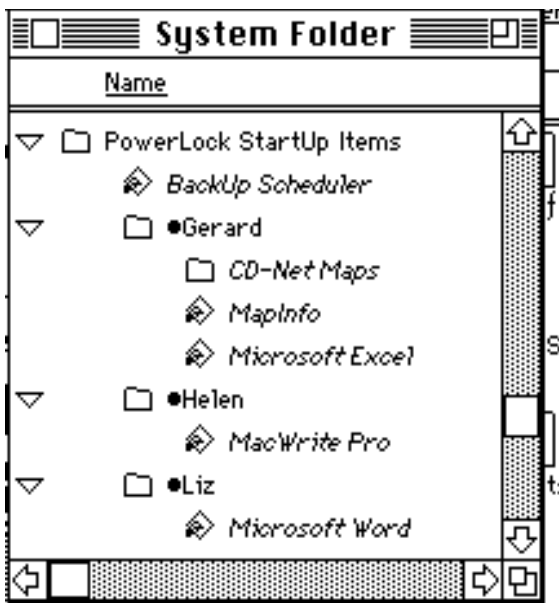 System Folder
Name
PowerLock StartUp Items
BackUp Scheduler
●Gerard
CD-Net Maps
MapInfo
Microsoft Excel
●Helen
MacWrite Pro
●Liz
Microsoft Word